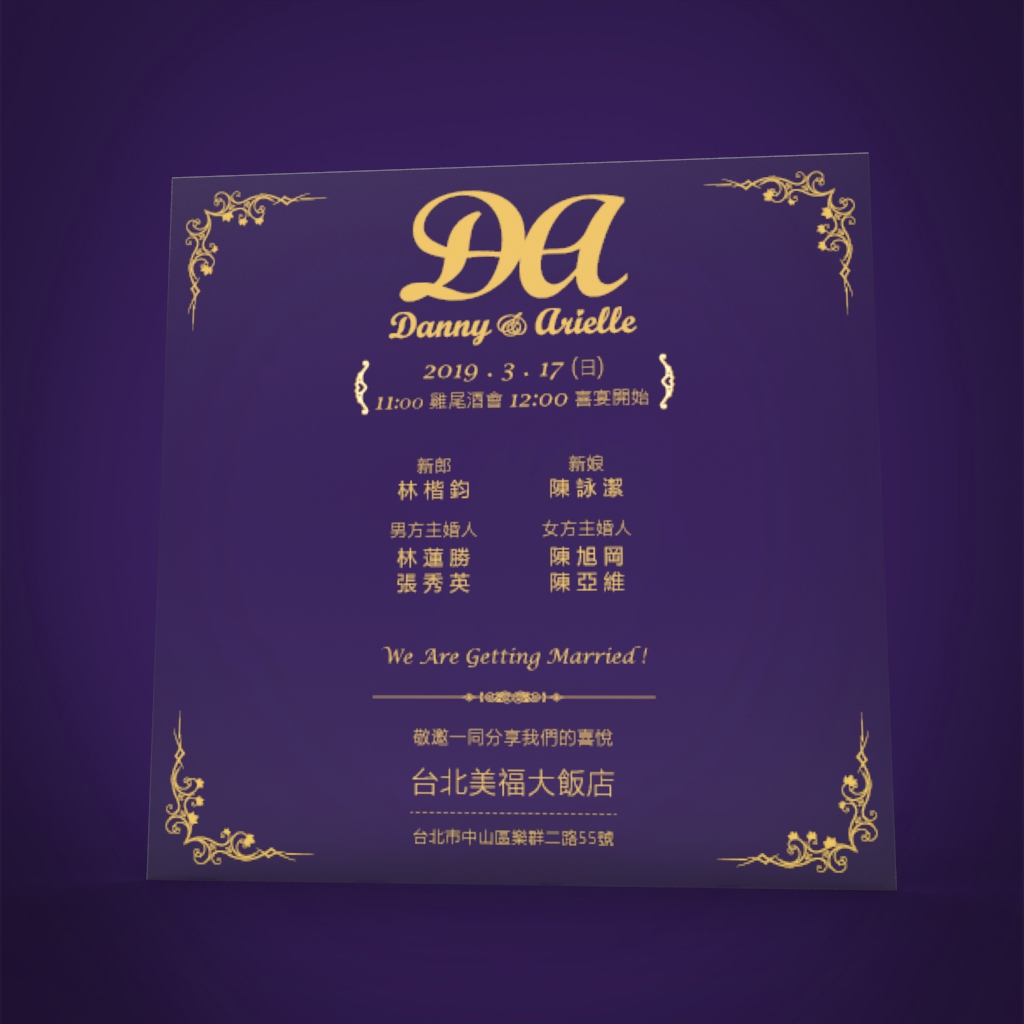 DA
Danny & Arielle
2019 . 3 . 17 (日)
11:00 雞尾酒會 12:00 喜宴開始
新郎 新娘
林楷鈞 陳詠潔
男方主婚人 女方主婚人
林蓮勝 陳旭岡
張秀英 陳亞維
We Are Getting Married !
敬邀一同分享我們的喜悅
台北美福大飯店
台北市中山區樂群二路55號